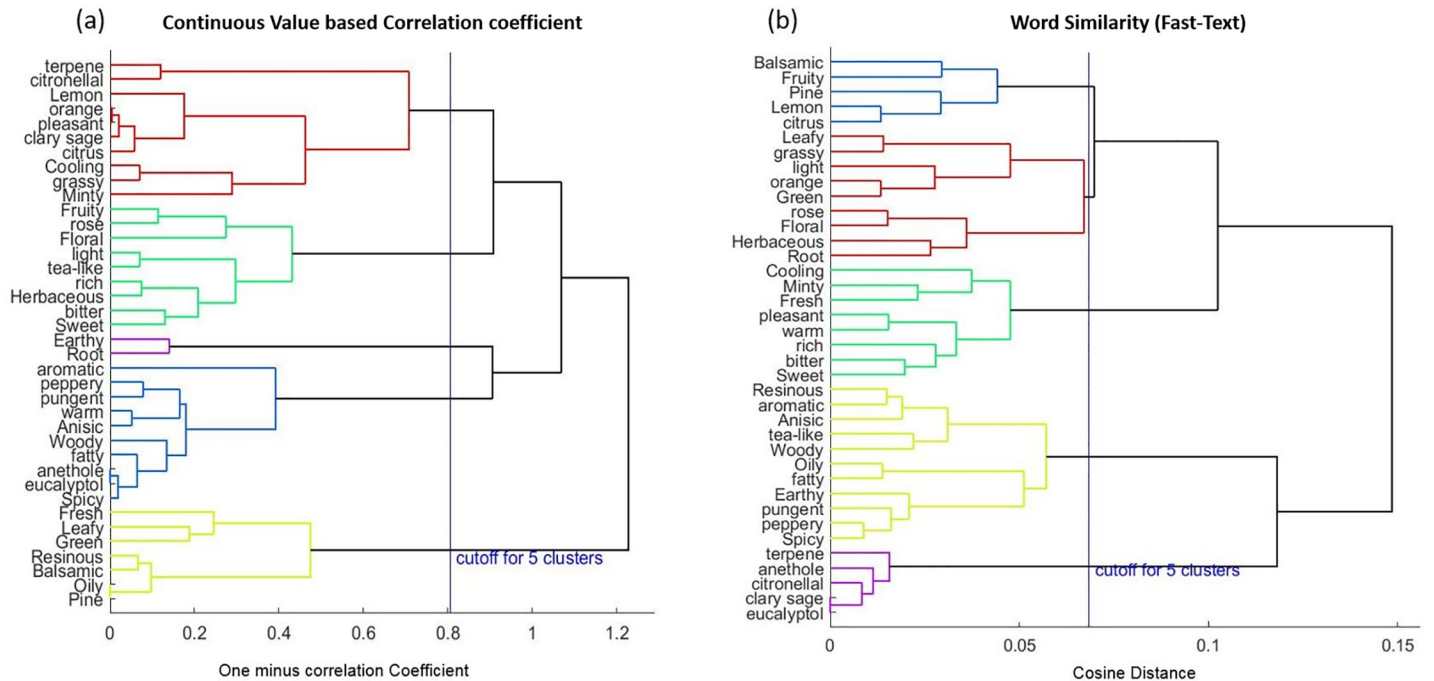 (a) Continuous Value based Correlation coefficient
terpene
citronellal
Lemon
orange
pleasant
clary sage
citrus
Cooling
grassy
Minty
Fruity
rose
Floral
light
tea-like
rich
Herbaceous
bitter
Sweet
Earthy
Root
aromatic
peppery
pungent
warm
Anisic
Woody
fatty
anethole
eucalyptol
Spicy
Fresh
Leafy
Green
Resinous
Balsamic
Oily
Pine
cutoff for 5 clusters
0 0.2 0.4 0.6 0.8 1 1.2
One minus correlation Coefficient
(b) Word Similarity (Fast-Text)
Balsamic
Fruity
Pine
Lemon
citrus
Leafy
grassy
light
orange
Green
rose
Floral
Herbaceous
Root
Cooling
Minty
Fresh
pleasant
warm
rich
bitter
Sweet
Resinous
aromatic
Anisic
tea-like
Woody
Oily
fatty
Earthy
pungent
peppery
Spicy
terpene
anethole
citronellal
clary sage
eucalyptol
cutoff for 5 clusters
0 0.05 0.1 0.15
Cosine Distance